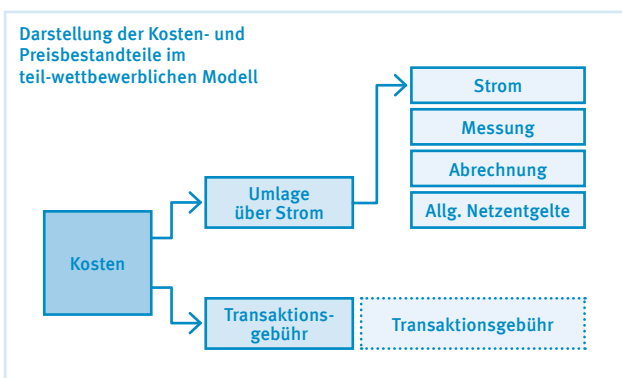 Darstellung der Kosten- und
Preisbestandteile im
teil-wettbewerblichen Modell
Strom
Messung
Abrechnung
Allg. Netzentgelte
Umlage
über Strom
Kosten
Transaktions-
gebühr
Transaktionsgebühr